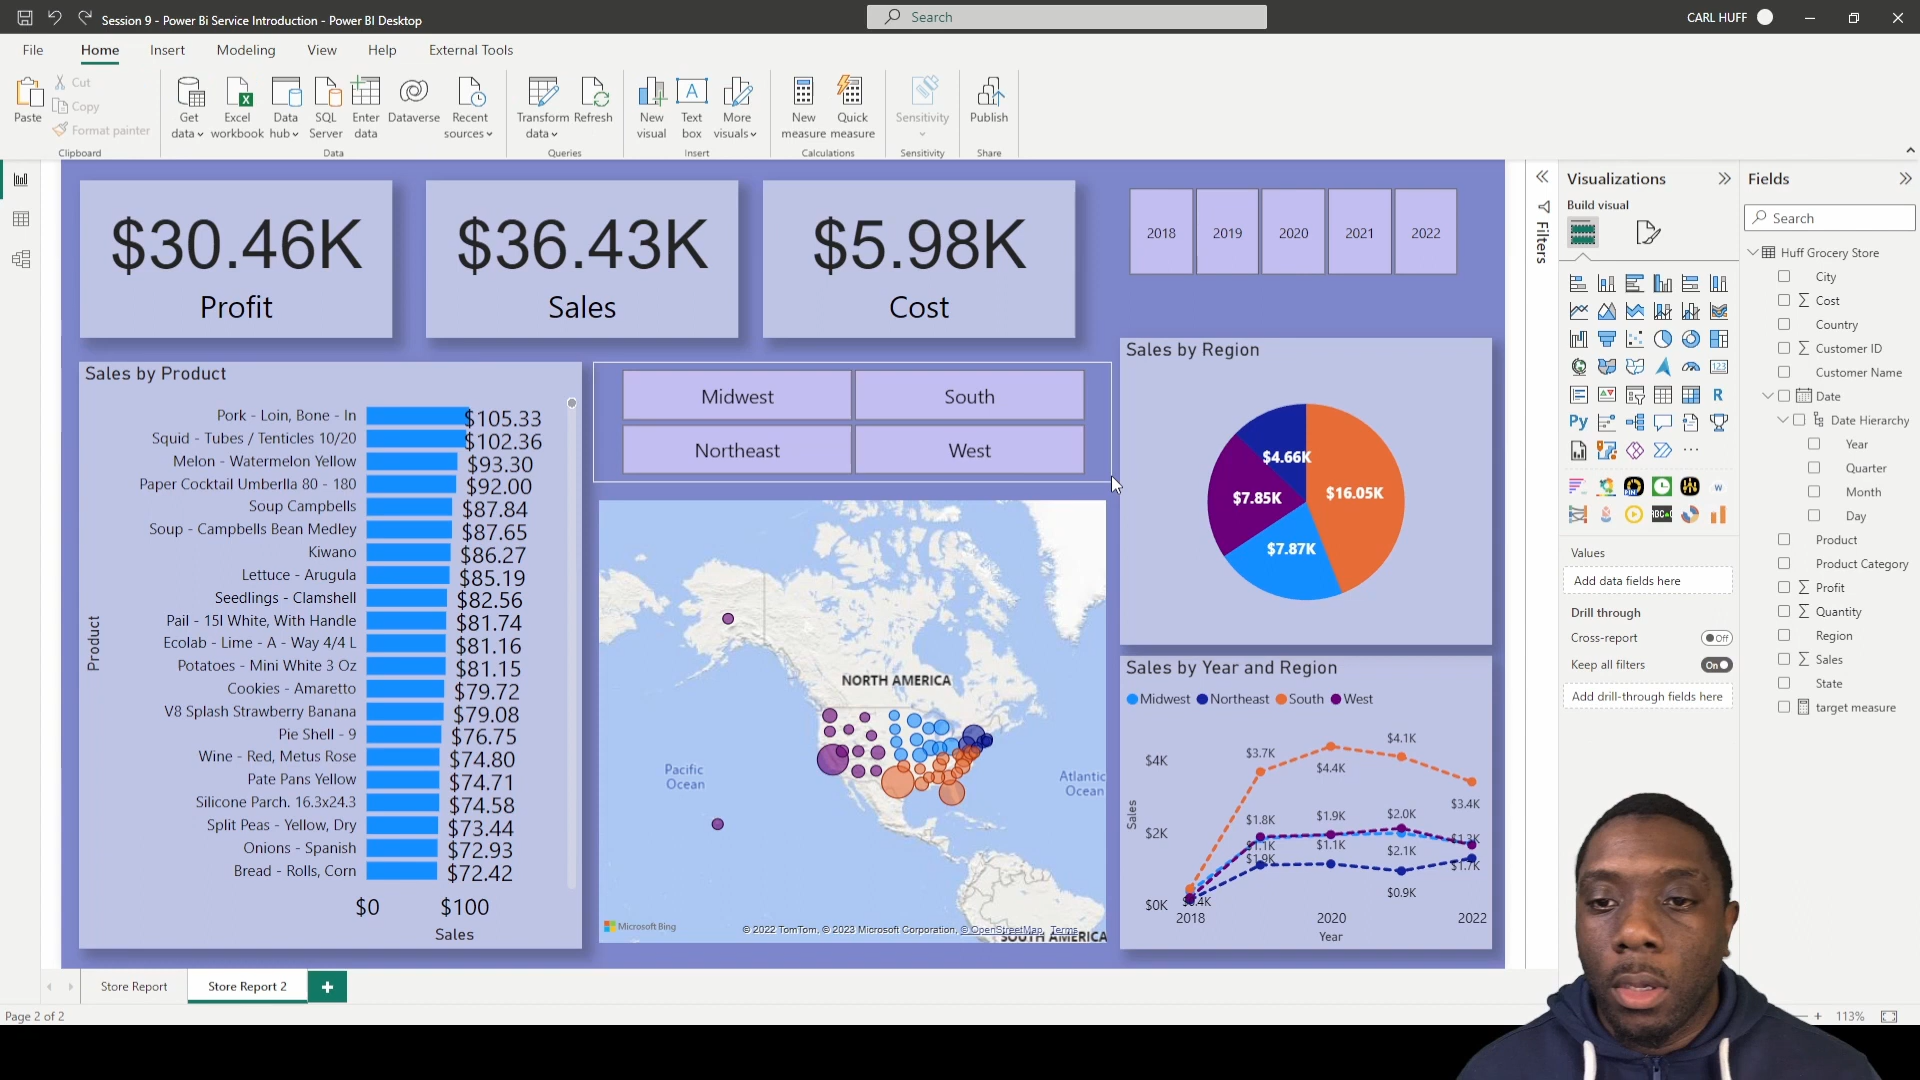 Session 9 - Power Bi Service Introduction - Power BI Desktop
Search
CARL HUFF
File Home Insert Modeling View Help External Tools
Paste
Cut
Copy
Format painter
Clipboard
Get data
Excel workbook
Data hub
SQL Server
Enter data
Dataverse
Recent sources
Data
Transform data
Refresh
Queries
New visual
Text box
More visuals
Insert
New measure
Quick measure
Calculations
Sensitivity
Sensitivity
Publish
Share
$30.46K
Profit
$36.43K
Sales
$5.98K
Cost
2018 2019 2020 2021 2022
Sales by Product
Product
Pork - Loin, Bone - In $105.33
Squid - Tubes / Tenticles 10/20 $102.36
Melon - Watermelon Yellow $93.30
Paper Cocktail Umberlla 80 - 180 $92.00
Soup Campbells $87.84
Soup - Campbells Bean Medley $87.65
Kiwano $86.27
Lettuce - Arugula $85.19
Seedlings - Clamshell $82.56
Pail - 15l White, With Handle $81.74
Ecolab - Lime - A - Way 4/4 L $81.16
Potatoes - Mini White 3 Oz $81.15
Cookies - Amaretto $79.72
V8 Splash Strawberry Banana $79.08
Pie Shell - 9 $76.75
Wine - Red, Metus Rose $74.80
Pate Pans Yellow $74.71
Silicone Parch. 16.3x24.3 $74.58
Split Peas - Yellow, Dry $73.44
Onions - Spanish $72.93
Bread - Rolls, Corn $72.42
$0 $100
Sales
Midwest South
Northeast West
NORTH AMERICA
Pacific
Ocean
Atlantic
Ocean
SOUTH AMERICA
Microsoft Bing
© 2022 TomTom, © 2023 Microsoft Corporation, © OpenStreetMap, Terms
Sales by Region
$4.66K
$16.05K
$7.85K
$7.87K
Sales by Year and Region
Midwest Northeast South West
Sales
$4K
$2K
$0K
$3.7K
$4.4K
$4.1K
$3.4K
$1.8K
$1.9K
$2.0K
$1.3K
$1.1K
$1.9K
$1.1K
$2.1K
$1.7K
$0.9K
2018 2020 2022
Year
Filters
Visualizations
Build visual
123
R
Py
Values
Add data fields here
Drill through
Cross-report Off
Keep all filters On
Add drill-through fields here
Fields
Search
Huff Grocery Store
City
Cost
Country
Customer ID
Customer Name
Date
Date Hierarchy
Year
Quarter
Month
Day
Product
Product Category
Profit
Quantity
Region
Sales
State
target measure
Store Report
Store Report 2
Page 2 of 2
113%